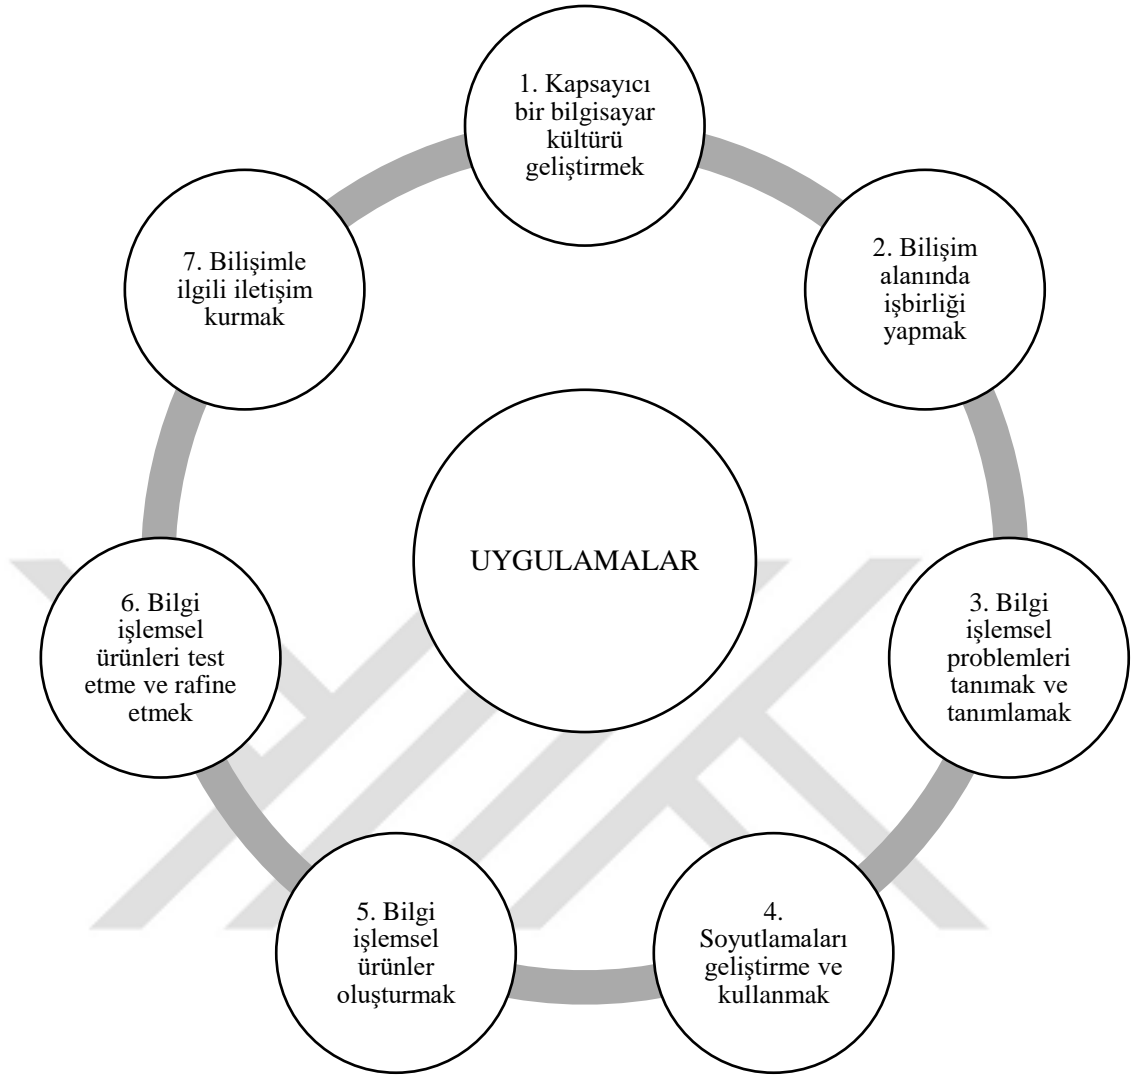 1. Kapsayıcı
bir bilgisayar
kültürü
geliştirmek
2. Bilişim
alanında
işbirliği
yapmak
3. Bilgi
işlemsel
problemleri
tanımak ve
tanımlamak
4.
Soyutlamaları
geliştirme ve
kullanmak
5. Bilgi
işlemsel
ürünler
oluşturmak
6. Bilgi
işlemsel
ürünleri test
etme ve rafine
etmek
7. Bilişimle
ilgili iletişim
kurmak
UYGULAMALAR